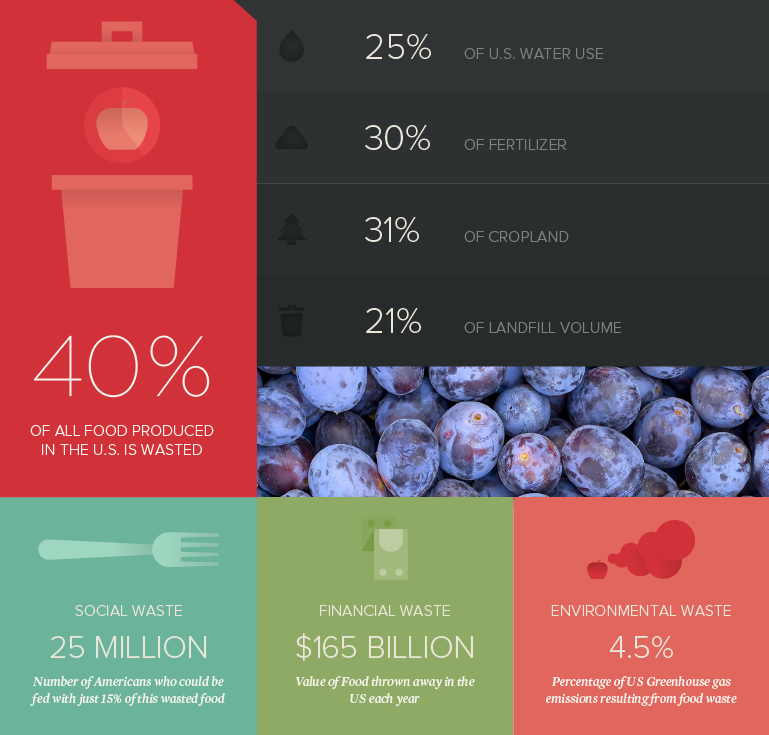 40%
OF ALL FOOD PRODUCED
IN THE U.S. IS WASTED
25% OF U.S. WATER USE
30% OF FERTILIZER
31% OF CROPLAND
21% OF LANDFILL VOLUME
SOCIAL WASTE
25 MILLION
Number of Americans who could be
fed with just 15% of this wasted food
FINANCIAL WASTE
$165 BILLION
Value of Food thrown away in the
US each year
ENVIRONMENTAL WASTE
4.5%
Percentage of US Greenhouse gas
emissions resulting from food waste